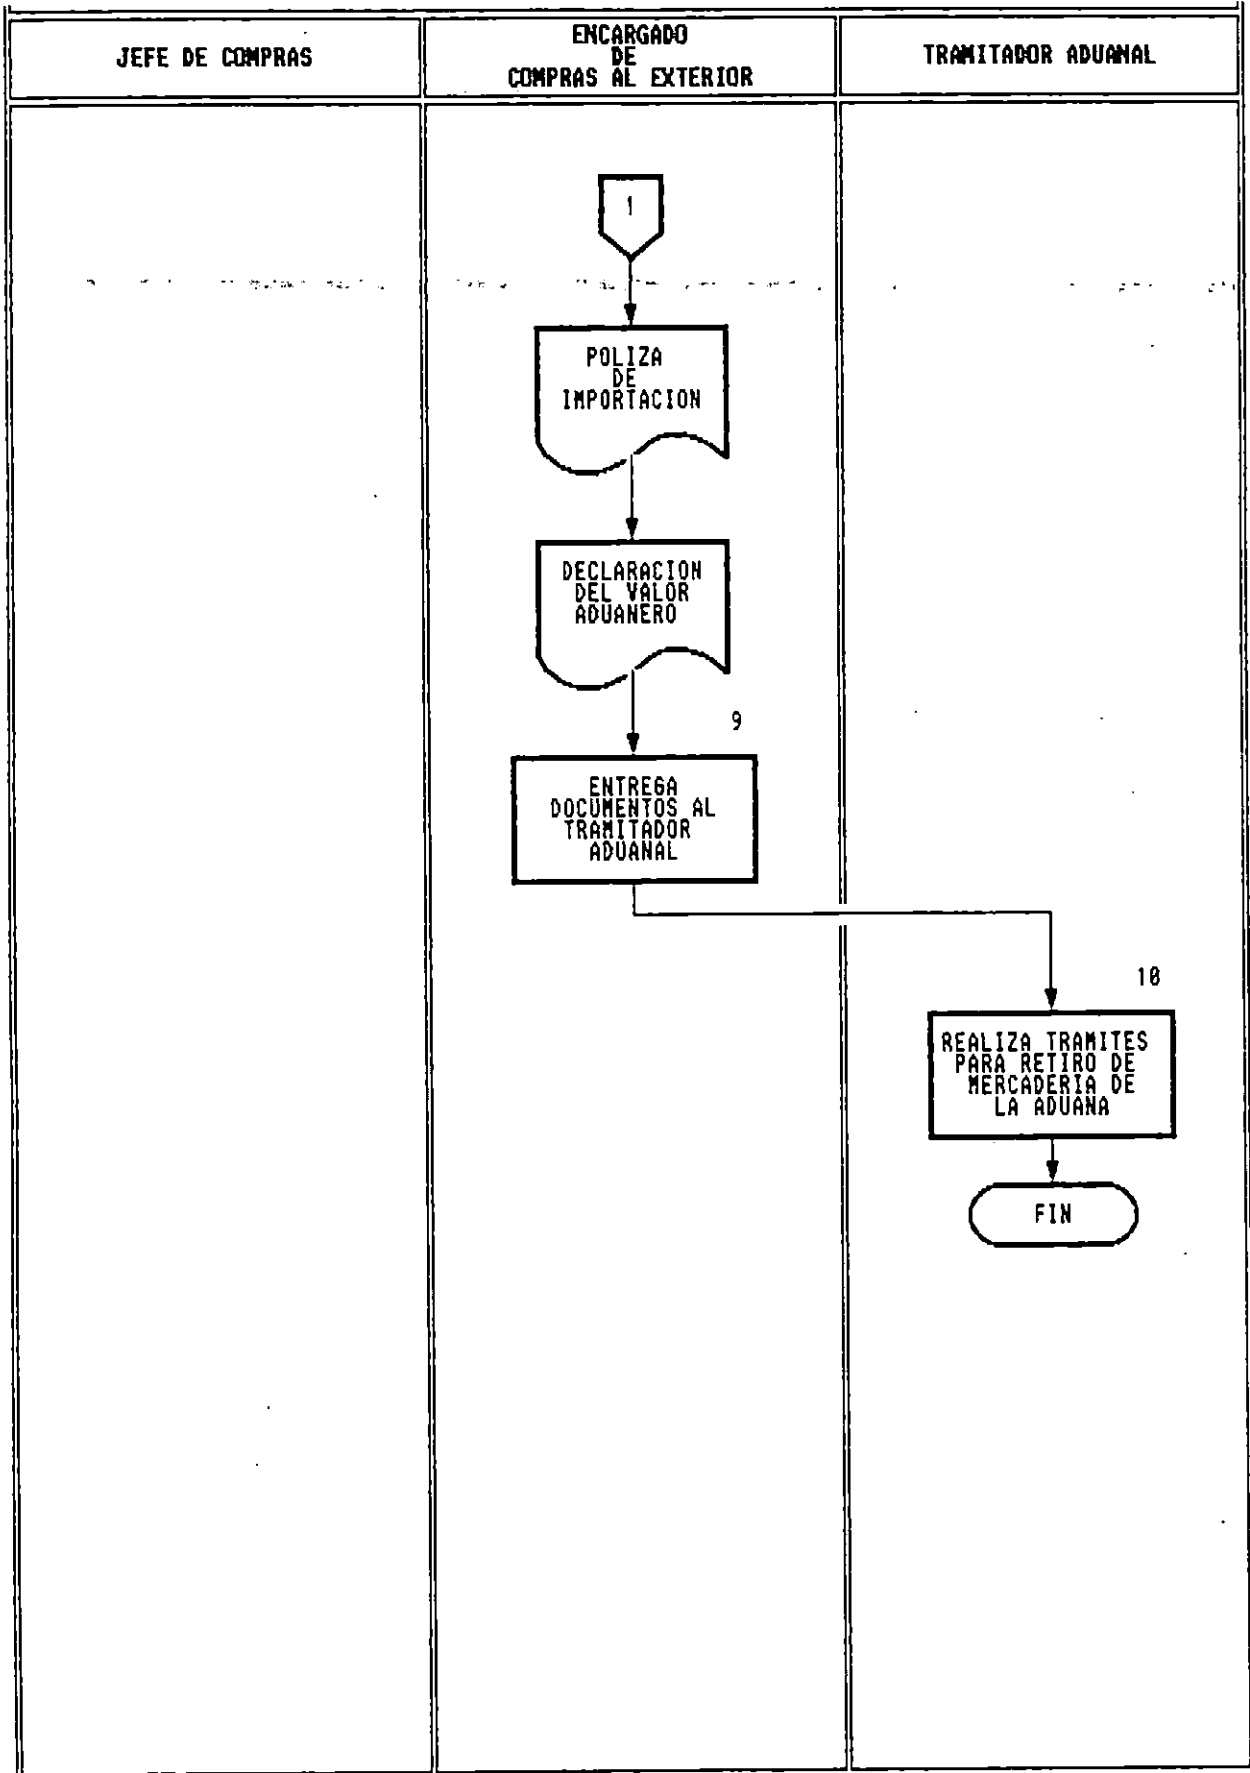 JEFE DE COMPRAS
ENCARGADO
DE
COMPRAS AL EXTERIOR
TRAMITADOR ADUANAL
1
POLIZA
DE
IMPORTACION
DECLARACION
DEL VALOR
ADUANERO
9
ENTREGA
DOCUMENTOS AL
TRAMITADOR
ADUANAL
10
REALIZA TRAMITES
PARA RETIRO DE
MERCADERIA DE
LA ADUANA
FIN